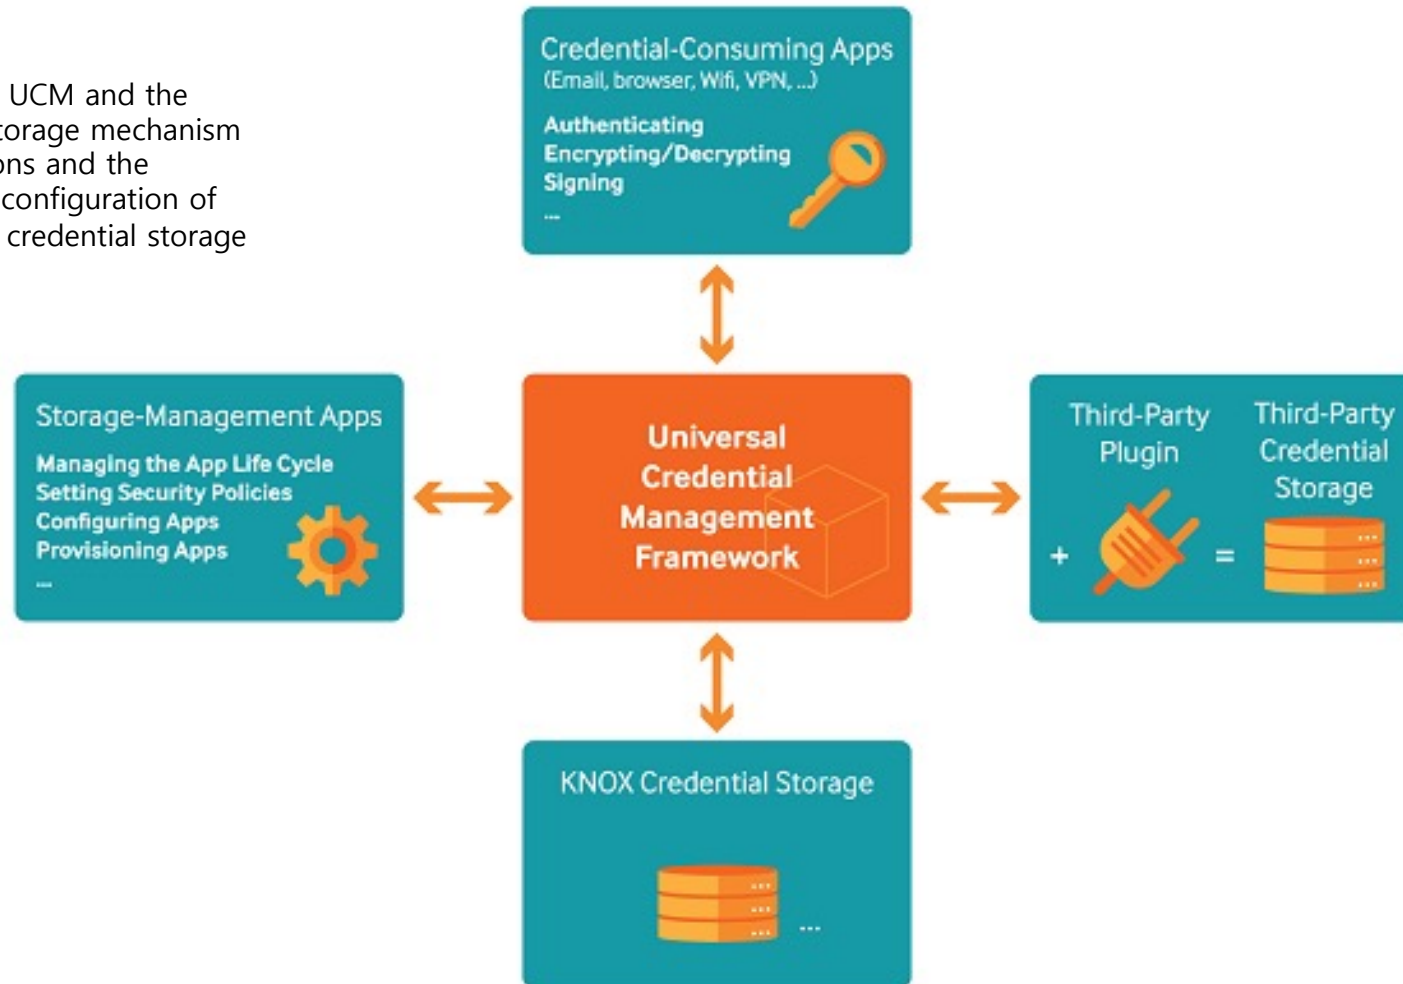 UCM and the
torage mechanism
ons and the
configuration of
credential storage
Credential-Consuming Apps
(Email, browser, Wifi, VPN, ...)
Authenticating
Encrypting/Decrypting
Signing
...
Storage-Management Apps
Managing the App Life Cycle
Setting Security Policies
Configuring Apps
Provisioning Apps
...
Universal
Credential
Management
Framework
Third-Party
Plugin
+
=
Third-Party
Credential
Storage
KNOX Credential Storage
...